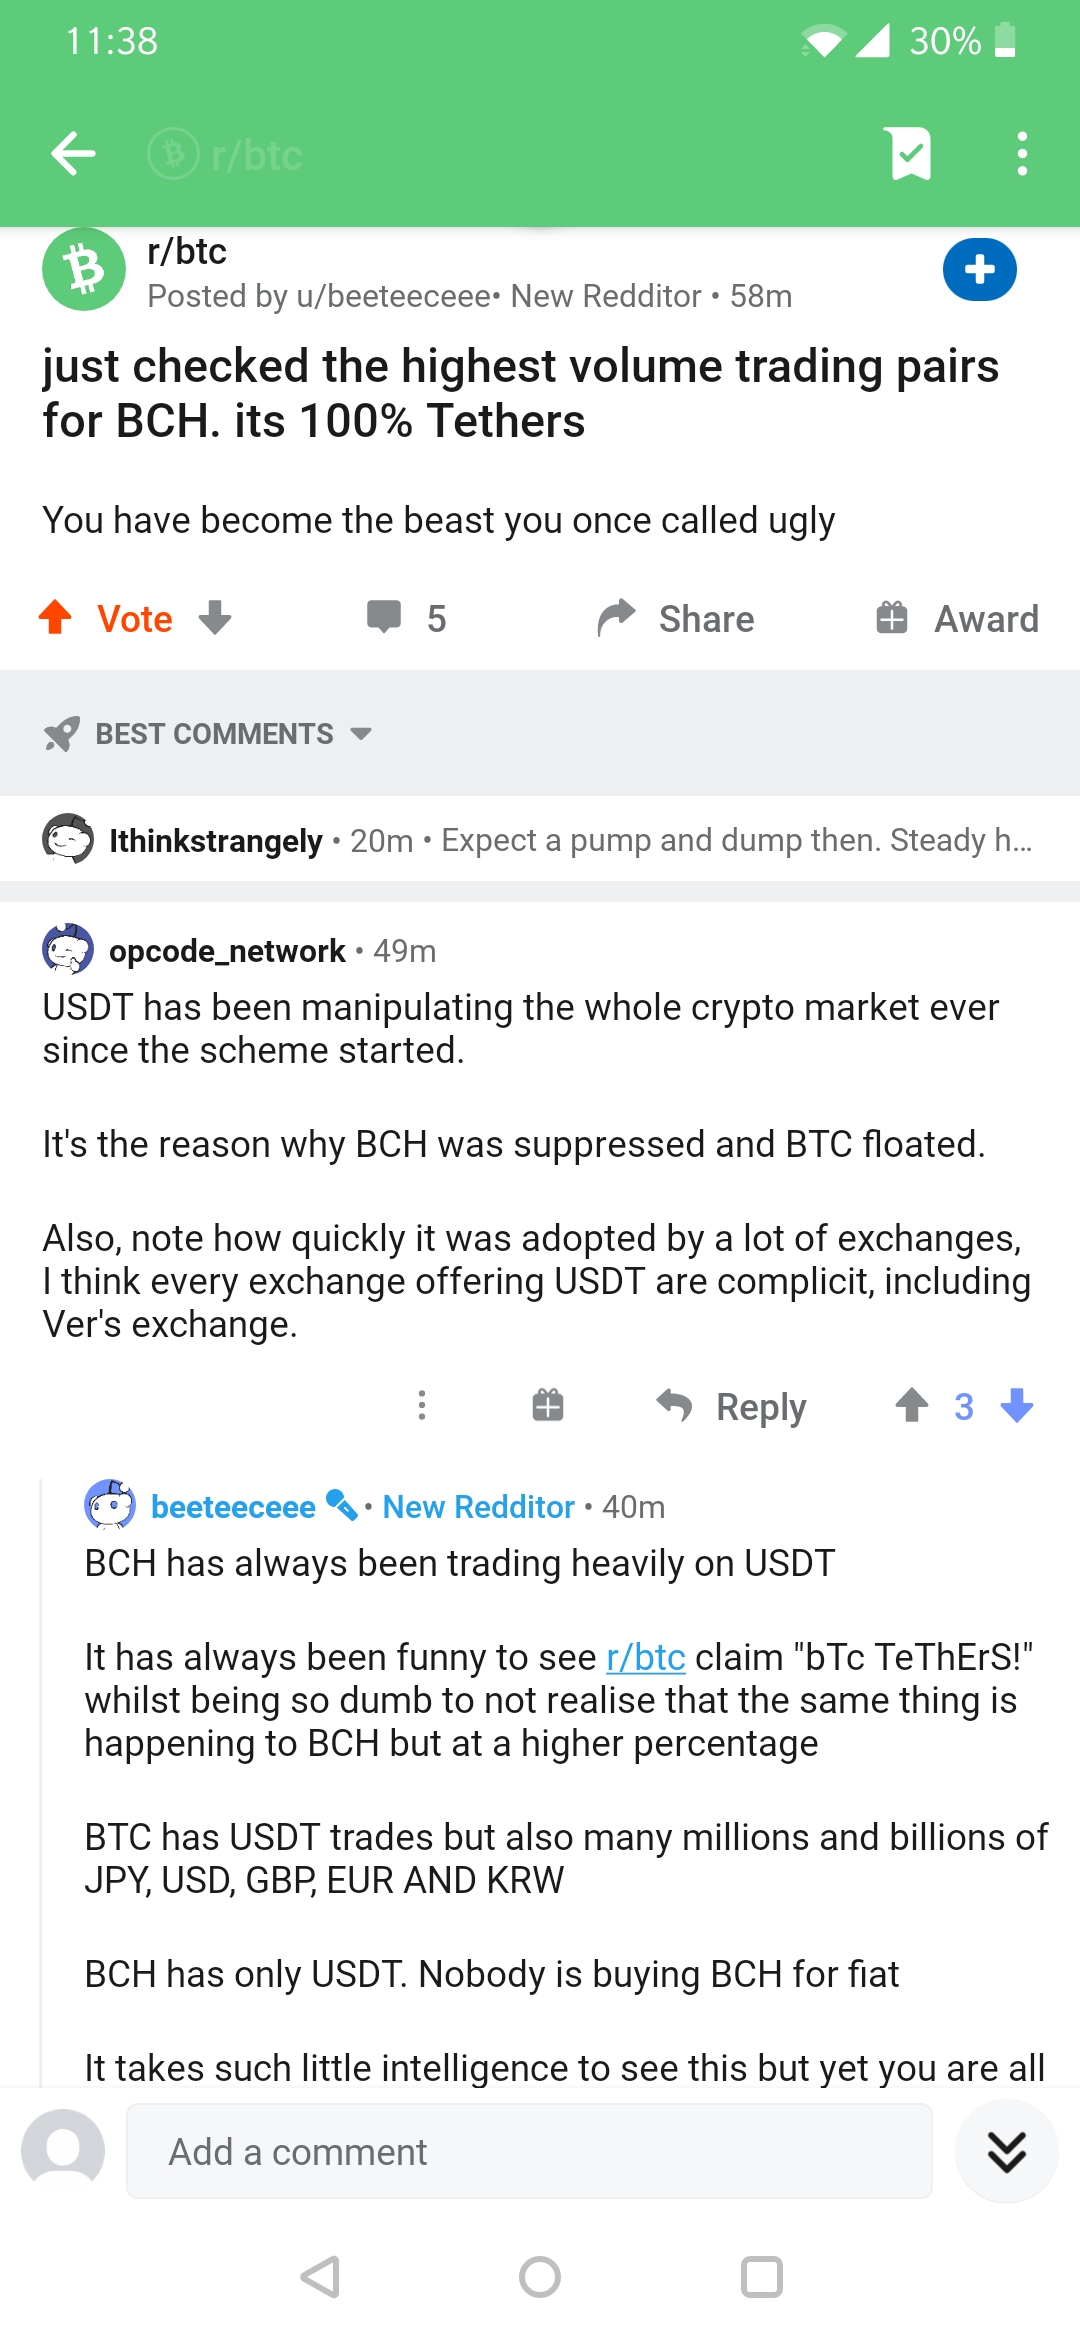 11:38
30%
r/btc
r/btc
Posted by u/beeteeceee• New Redditor • 58m
just checked the highest volume trading pairs
for BCH. its 100% Tethers
You have become the beast you once called ugly
Vote
5
Share
Award
BEST COMMENTS
Ithinkstrangely • 20m • Expect a pump and dump then. Steady h...
opcode_network • 49m
USDT has been manipulating the whole crypto market ever
since the scheme started.
It's the reason why BCH was suppressed and BTC floated.
Also, note how quickly it was adopted by a lot of exchanges,
I think every exchange offering USDT are complicit, including
Ver's exchange.
Reply
3
beeteeceee • New Redditor • 40m
BCH has always been trading heavily on USDT
It has always been funny to see r/btc claim "bTc TeThErS!"
whilst being so dumb to not realise that the same thing is
happening to BCH but at a higher percentage
BTC has USDT trades but also many millions and billions of
JPY, USD, GBP, EUR AND KRW
BCH has only USDT. Nobody is buying BCH for fiat
It takes such little intelligence to see this but yet you are all
Add a comment